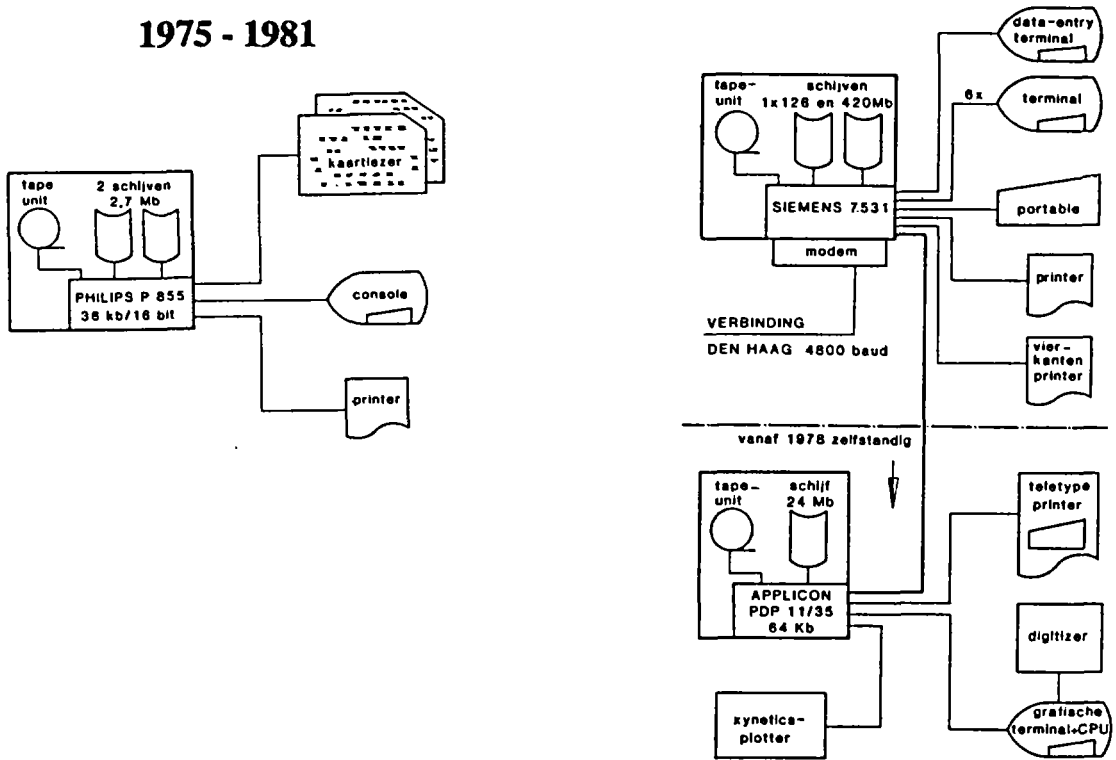 1975 - 1981
kaartlezer
tape
unit
2 schijven
2,7 Mb
PHILIPS P 855
36 kb/16 bit
console
printer
data-entry
terminal
tape-
unit
schijven
1x126 en 420Mb
6x
terminal
SIEMENS 7.531
portable
modem
printer
VERBINDING
DEN HAAG 4800 baud
vier-
kanten
printer
vanaf 1978 zelfstandig
tape-
unit
schijf
24 Mb
teletype
printer
APPLICON
PDP 11/35
64 Kb
digitizer
xynetics-
plotter
grafische
terminal+CPU